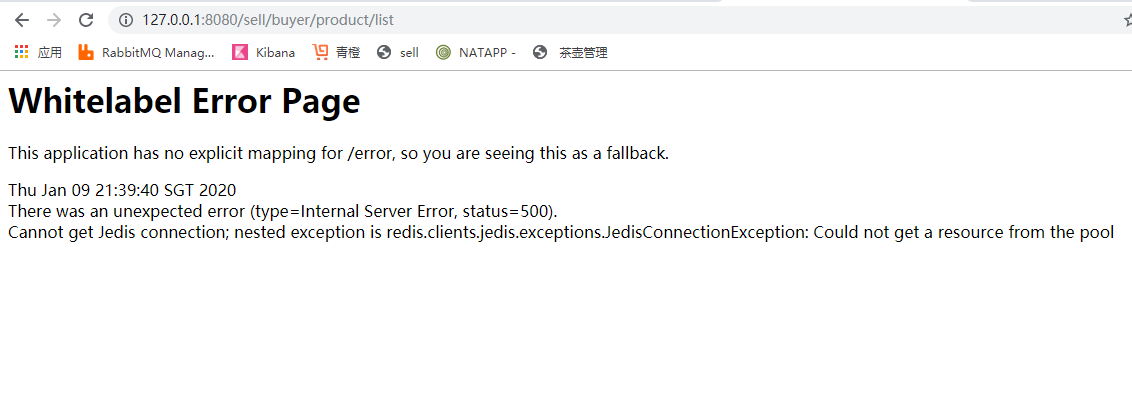 127.0.0.1:8080/sell/buyer/product/list
应用 RabbitMQ Manag... Kibana 青橙 sell NATAPP - 茶壶管理
Whitelabel Error Page
This application has no explicit mapping for /error, so you are seeing this as a fallback.
Thu Jan 09 21:39:40 SGT 2020
There was an unexpected error (type=Internal Server Error, status=500).
Cannot get Jedis connection; nested exception is redis.clients.jedis.exceptions.JedisConnectionException: Could not get a resource from the pool